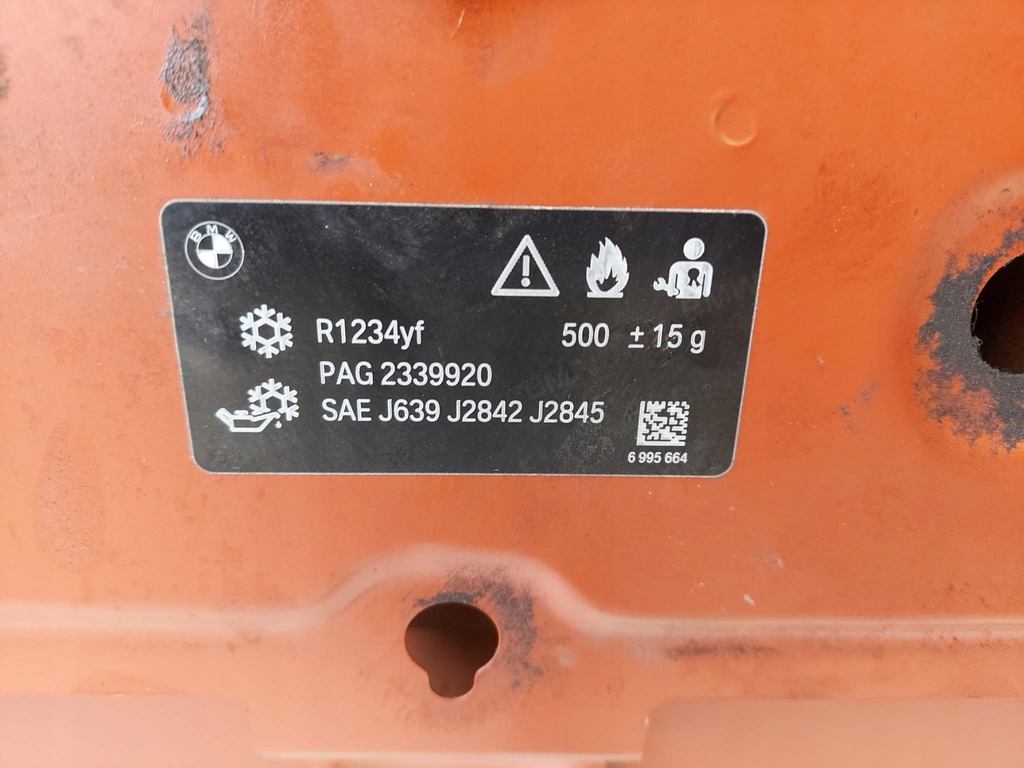 BMW
R1234yf 500 ± 15 g
PAG 2339920
SAE J639 J2842 J2845
6 995 664